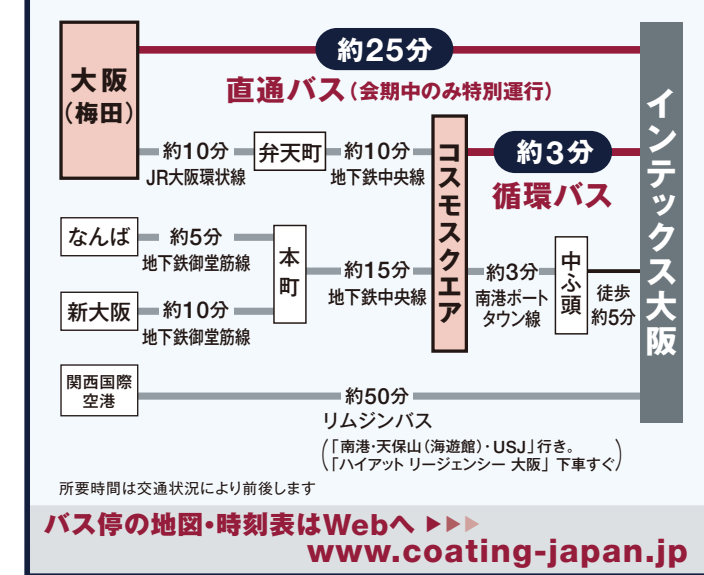 約25分
大阪
(梅田)
直通バス(会期中のみ特別運行)
約10分
JR大阪環状線
弁天町
約10分
地下鉄中央線
コスモスクエア
約3分
循環バス
インテックス大阪
なんば
約5分
地下鉄御堂筋線
本町
新大阪
約10分
地下鉄御堂筋線
約15分
地下鉄中央線
約3分
南港ポート
タウン線
中ふ頭
徒歩
約5分
関西国際
空港
約50分
リムジンバス
(「南港・天保山(海遊館)・USJ」行き。
「ハイアット リージェンシー 大阪」下車すぐ)
所要時間は交通状況により前後します
バス停の地図・時刻表はWebへ ▶▶▶
www.coating-japan.jp